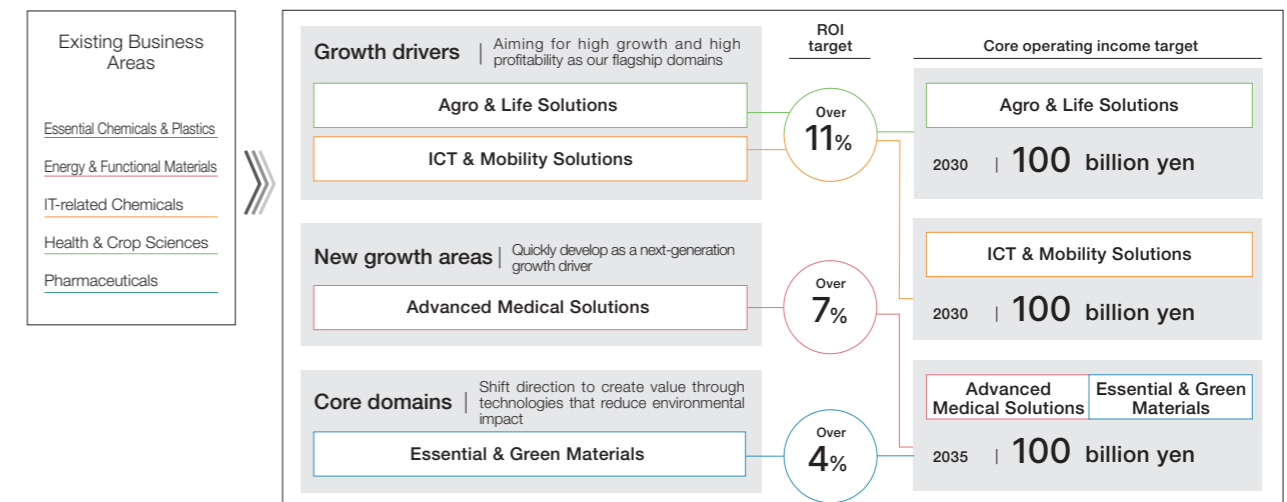 Existing Business
Areas
Essential Chemicals & Plastics
Energy & Functional Materials
IT-related Chemicals
Health & Crop Sciences
Pharmaceuticals
Growth drivers | Aiming for high growth and high
profitability as our flagship domains
Agro & Life Solutions
ICT & Mobility Solutions
New growth areas | Quickly develop as a next-generation
growth driver
Advanced Medical Solutions
Core domains | Shift direction to create value through
technologies that reduce environmental
impact
Essential & Green Materials
ROI
target
Over
11%
Over
7%
Over
4%
Core operating income target
Agro & Life Solutions
2030 | 100 billion yen
ICT & Mobility Solutions
2030 | 100 billion yen
Advanced
Medical Solutions
Essential & Green
Materials
2035 | 100 billion yen